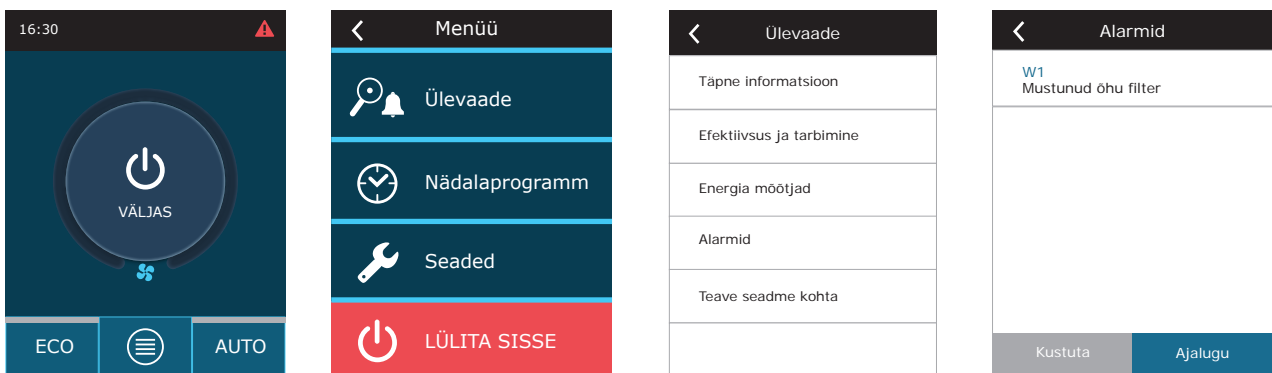 16:30
VÄLJAS
ECO
AUTO
Menüü
Ülevaade
Nädalaprogramm
Seaded
LÜLITA SISSE
Ülevaade
Täpne informatsioon
Efektiivsus ja tarbimine
Energia mõõtjad
Alarmid
Teave seadme kohta
Alarmid
W1
Mustunud õhu filter
Kustuta
Ajalugu